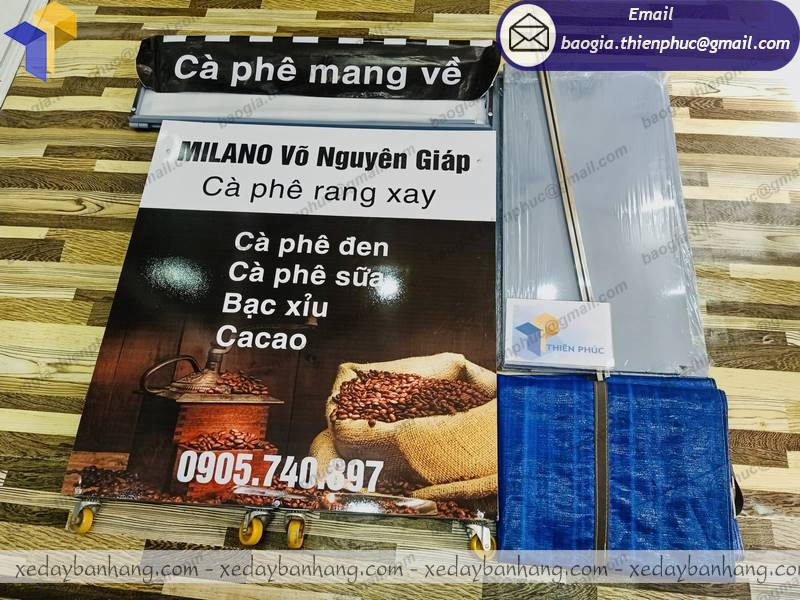 Email
baogia.thienphuc@gmail.com
Cà phê mang về
MILANO Võ Nguyên Giáp
Cà phê rang xay
Cà phê đen
Cà phê sữa
Bạc xỉu
Cacao
0905.740.897
THIÊN PHÚC
xedaybanhang.com - xedaybanhang.com - xedaybanhang.com - xedaybanhang.com